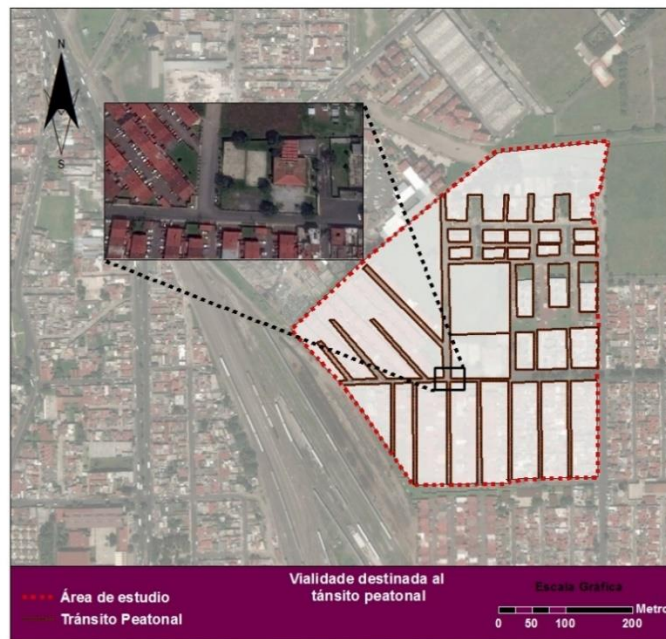 N
S
Vialidade destinada al
tánsito peatonal
Área de estudio
Tránsito Peatonal
Escala Gráfica
Metro
0 50 100 200